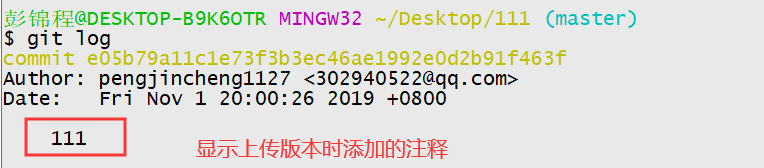 彭锦程@DESKTOP-B9K6OTR MINGW32 ~/Desktop/111 (master)
$ git log
commit e05b79a11c1e73f3b3ec46ae1992e0d2b91f463f
Author: pengjincheng1127 <302940522@qq.com>
Date:   Fri Nov 1 20:00:26 2019 +0800
111
显示上传版本时添加的注释